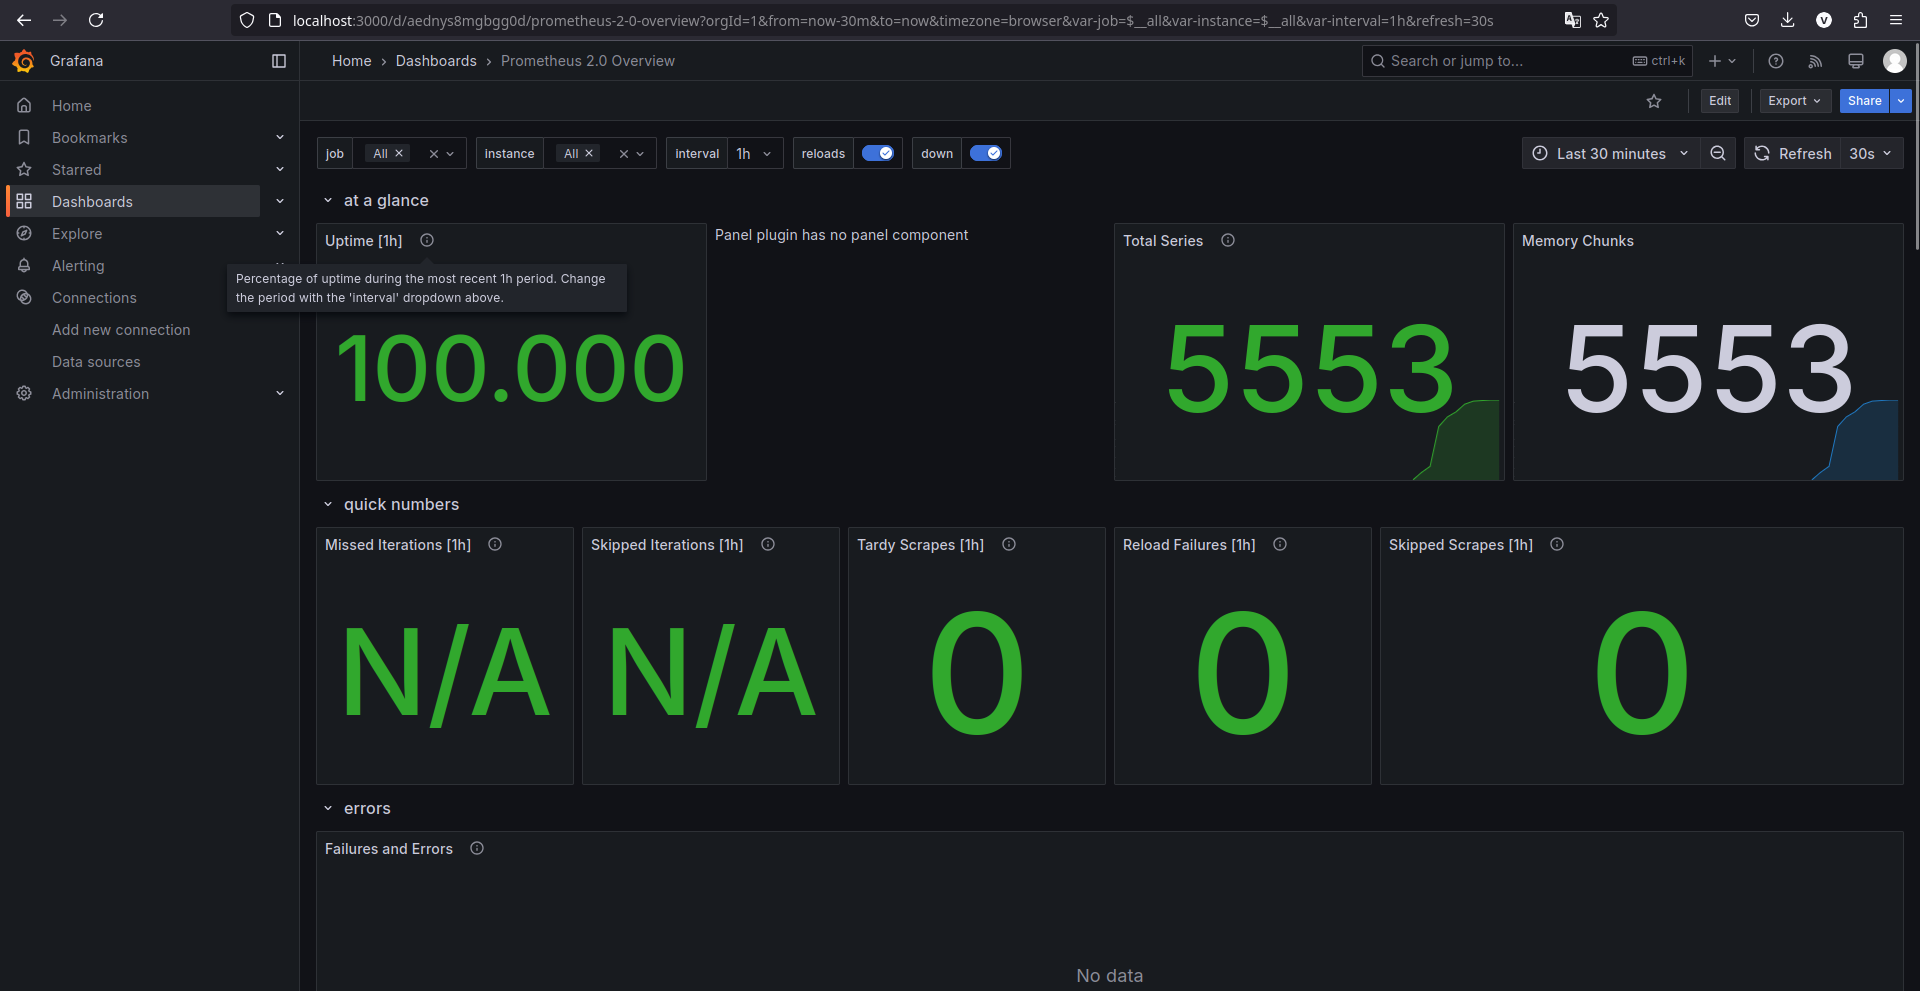 localhost:3000/d/aednys8mgbgg0d/prometheus-2-0-overview?orgId=1&from=now-30m&to=now&timezone=browser&var-job=$__all&var-instance=$__all&var-interval=1h&refresh=30s
V
Grafana
Home › Dashboards › Prometheus 2.0 Overview
Search or jump to...
ctrl+k
Edit
Export
Share
Home
Bookmarks
Starred
Dashboards
Explore
Alerting
Connections
Add new connection
Data sources
Administration
job All
instance All
interval 1h
reloads
down
Last 30 minutes
Refresh
30s
at a glance
Uptime [1h]
Percentage of uptime during the most recent 1h period. Change
the period with the 'interval' dropdown above.
100.000
Panel plugin has no panel component
Total Series
5553
Memory Chunks
5553
quick numbers
Missed Iterations [1h]
N/A
Skipped Iterations [1h]
N/A
Tardy Scrapes [1h]
0
Reload Failures [1h]
0
Skipped Scrapes [1h]
0
errors
Failures and Errors
No data